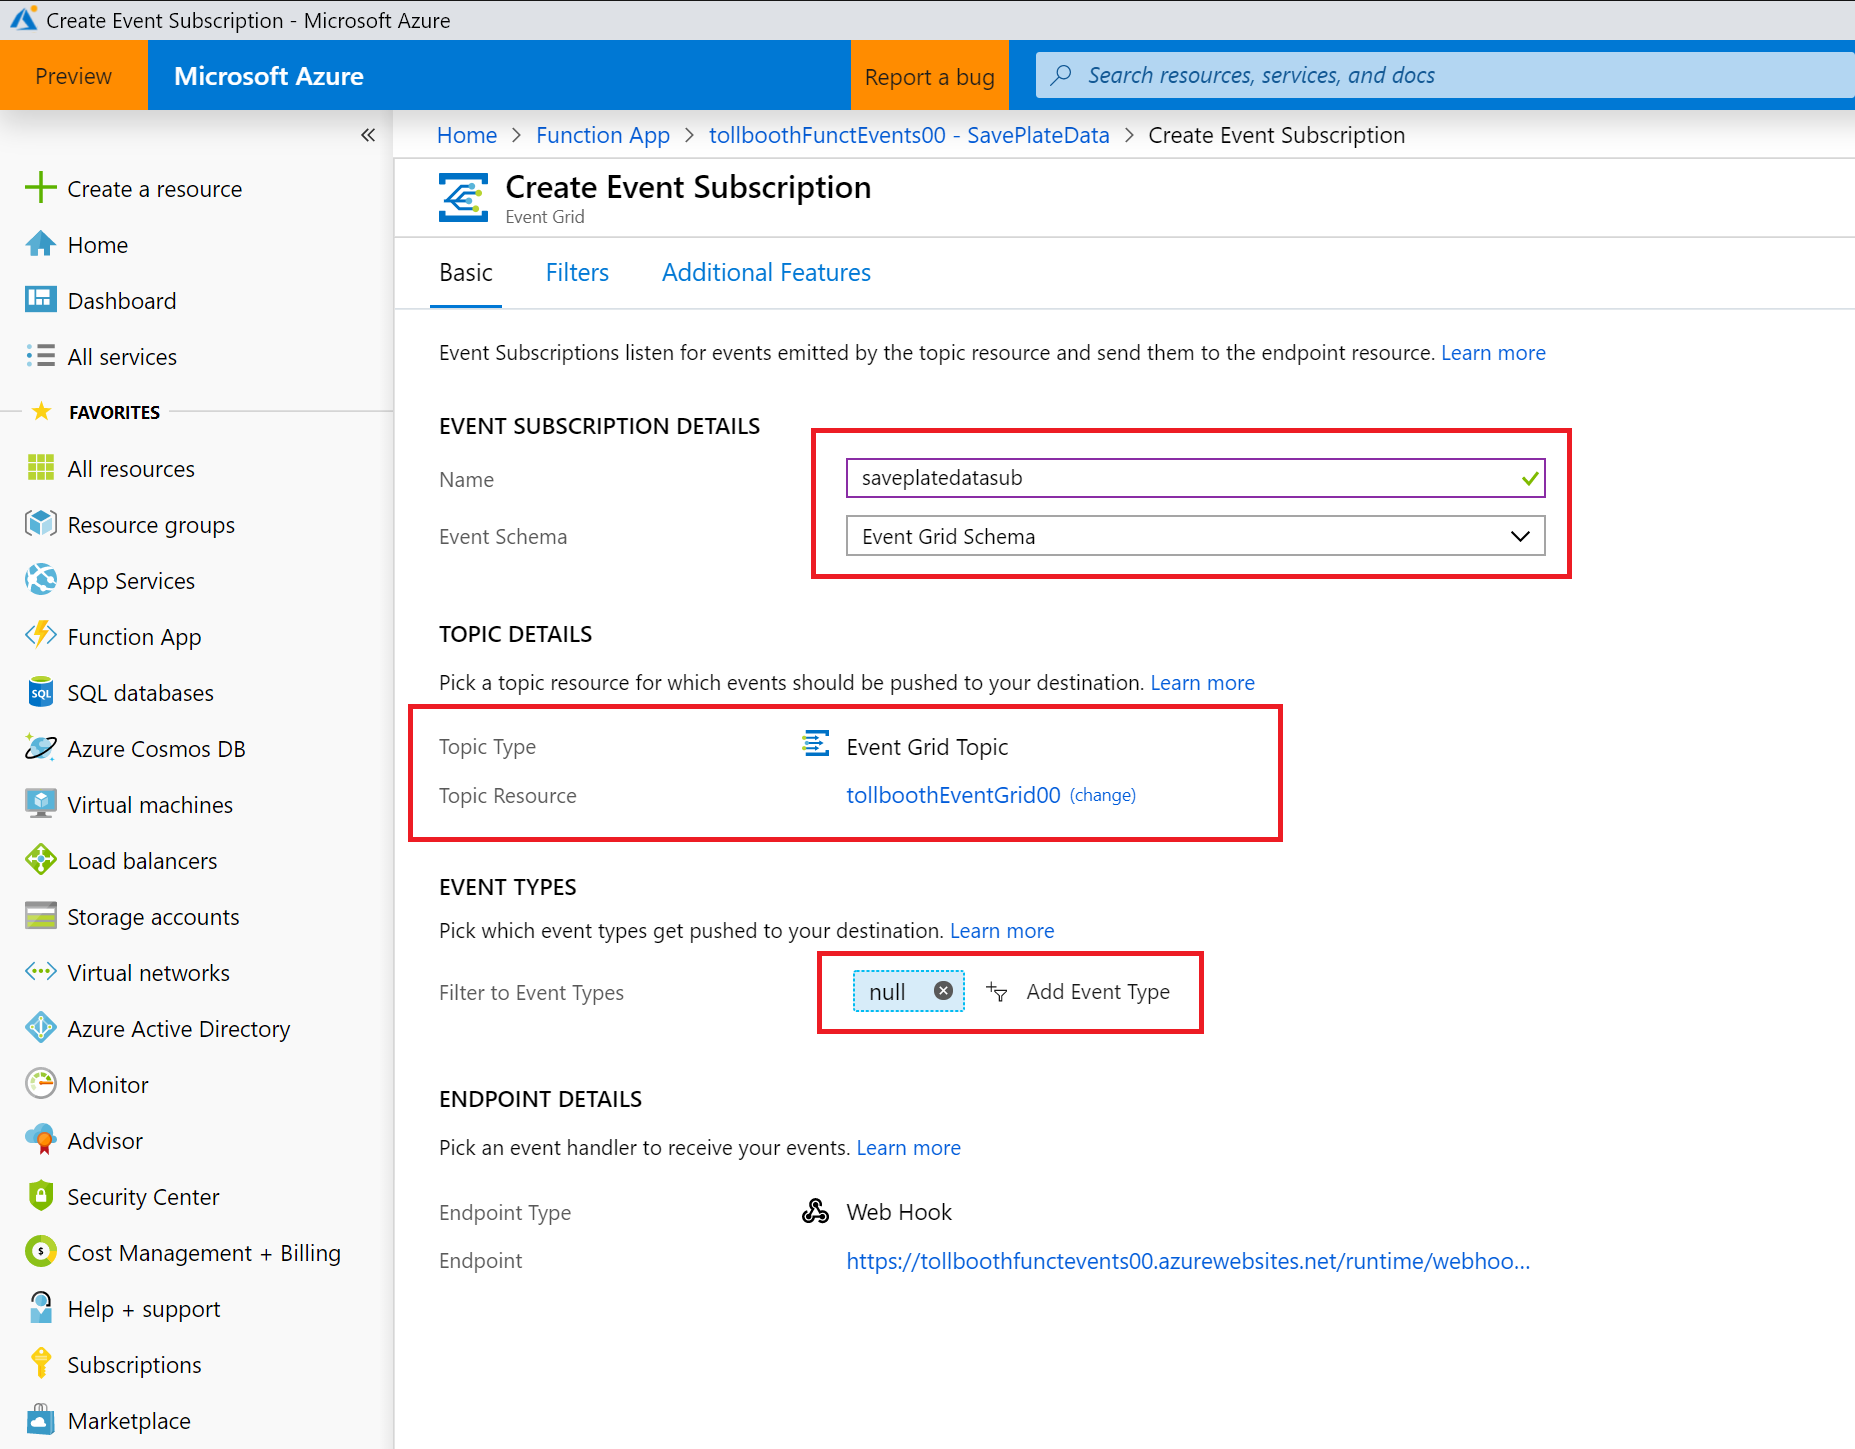 Create Event Subscription - Microsoft Azure
Preview
Microsoft Azure
Report a bug
Search resources, services, and docs
«
Home > Function App > tollboothFunctEvents00 - SavePlateData > Create Event Subscription
Create a resource
Home
Dashboard
All services
FAVORITES
All resources
Resource groups
App Services
Function App
SQL databases
Azure Cosmos DB
Virtual machines
Load balancers
Storage accounts
Virtual networks
Azure Active Directory
Monitor
Advisor
Security Center
Cost Management + Billing
Help + support
Subscriptions
Marketplace
Create Event Subscription
Event Grid
Basic Filters Additional Features
Event Subscriptions listen for events emitted by the topic resource and send them to the endpoint resource. Learn more
EVENT SUBSCRIPTION DETAILS
Name saveplatedatasub
Event Schema Event Grid Schema
TOPIC DETAILS
Pick a topic resource for which events should be pushed to your destination. Learn more
Topic Type Event Grid Topic
Topic Resource tollboothEventGrid00 (change)
EVENT TYPES
Pick which event types get pushed to your destination. Learn more
Filter to Event Types null Add Event Type
ENDPOINT DETAILS
Pick an event handler to receive your events. Learn more
Endpoint Type Web Hook
Endpoint https://tollboothfunctevents00.azurewebsites.net/runtime/webhoo...